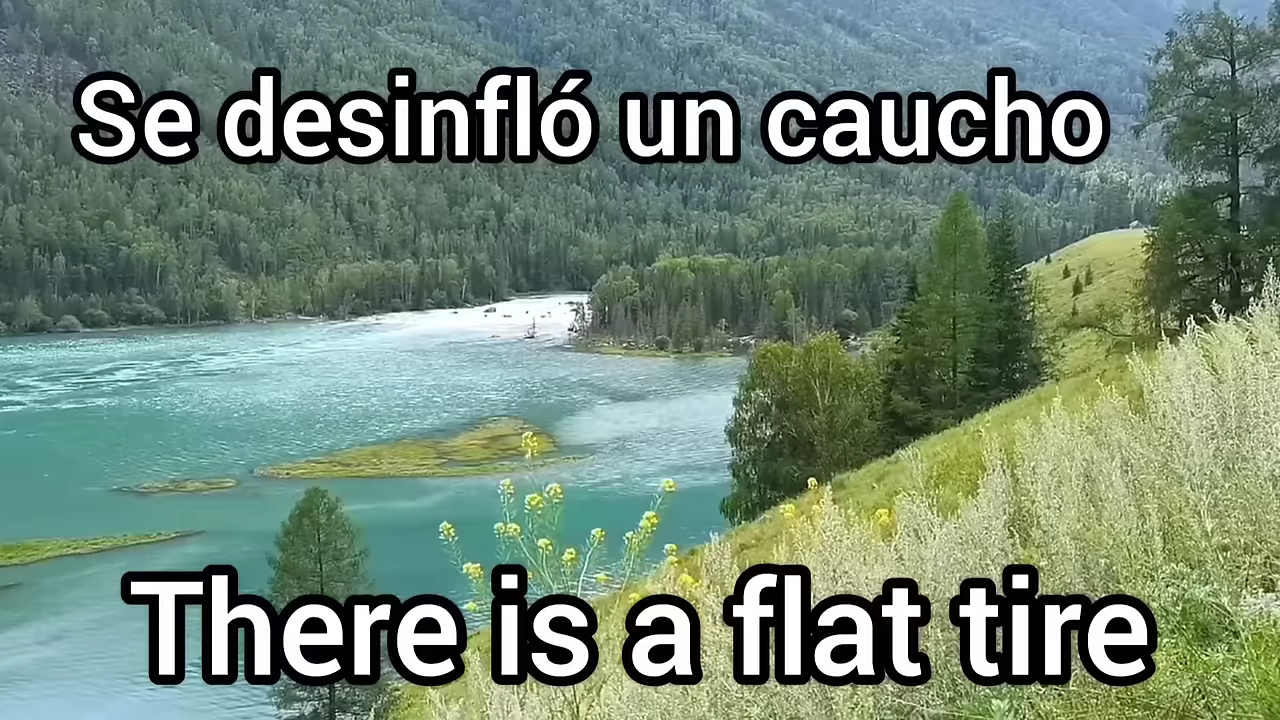 Se desinfló un caucho
There is a flat tire